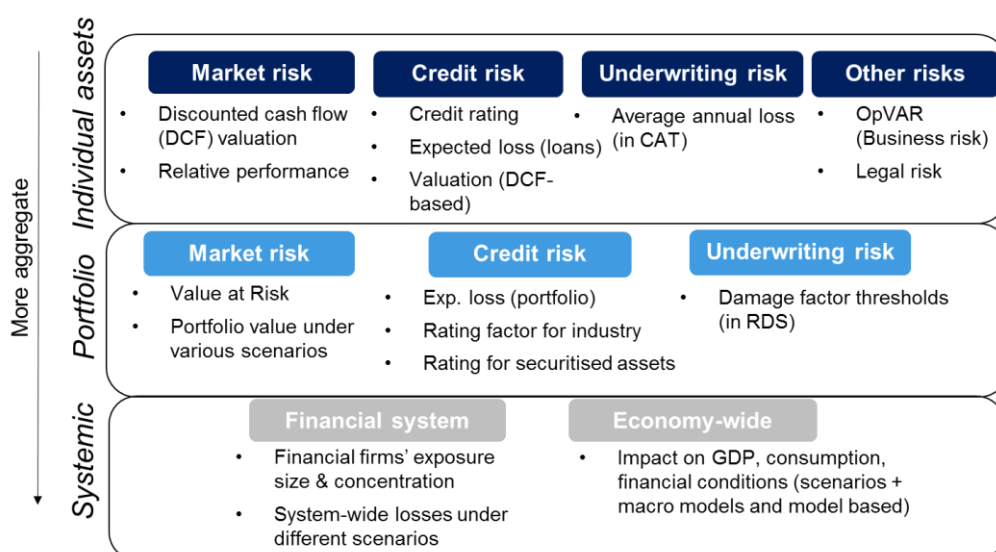 More aggregate
Individual assets
Market risk
• Discounted cash flow
(DCF) valuation
• Relative performance
Credit risk
• Credit rating
• Expected loss (loans)
• Valuation (DCF-
based)
Underwriting risk
• Average annual loss
(in CAT)
Other risks
• OpVAR
(Business risk)
• Legal risk
Portfolio
Market risk
• Value at Risk
• Portfolio value under
various scenarios
Credit risk
• Exp. loss (portfolio)
• Rating factor for industry
• Rating for securitised assets
Underwriting risk
• Damage factor thresholds
(in RDS)
Systemic
Financial system
• Financial firms’ exposure
size & concentration
• System-wide losses under
different scenarios
Economy-wide
• Impact on GDP, consumption,
financial conditions (scenarios +
macro models and model based)